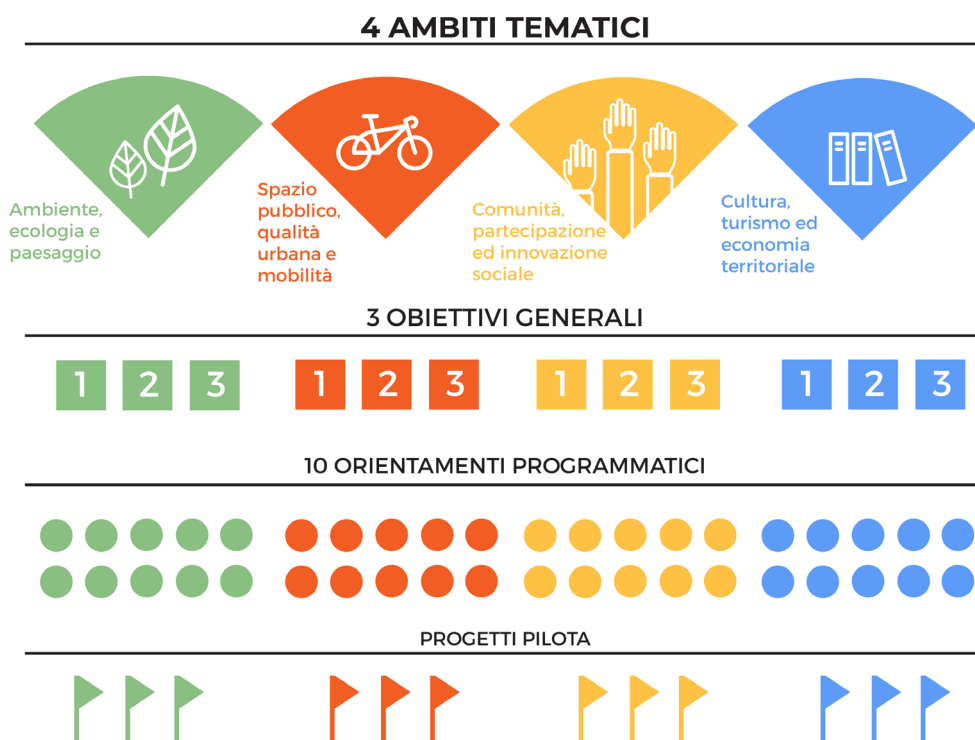 4 AMBITI TEMATICI
Ambiente,
ecologia e
paesaggio
Spazio
pubblico,
qualità
urbana e
mobilità
Comunità,
partecipazione
ed innovazione
sociale
Cultura,
turismo ed
economia
territoriale
3 OBIETTIVI GENERALI
1 2 3 1 2 3 1 2 3 1 2 3
10 ORIENTAMENTI PROGRAMMATICI
PROGETTI PILOTA